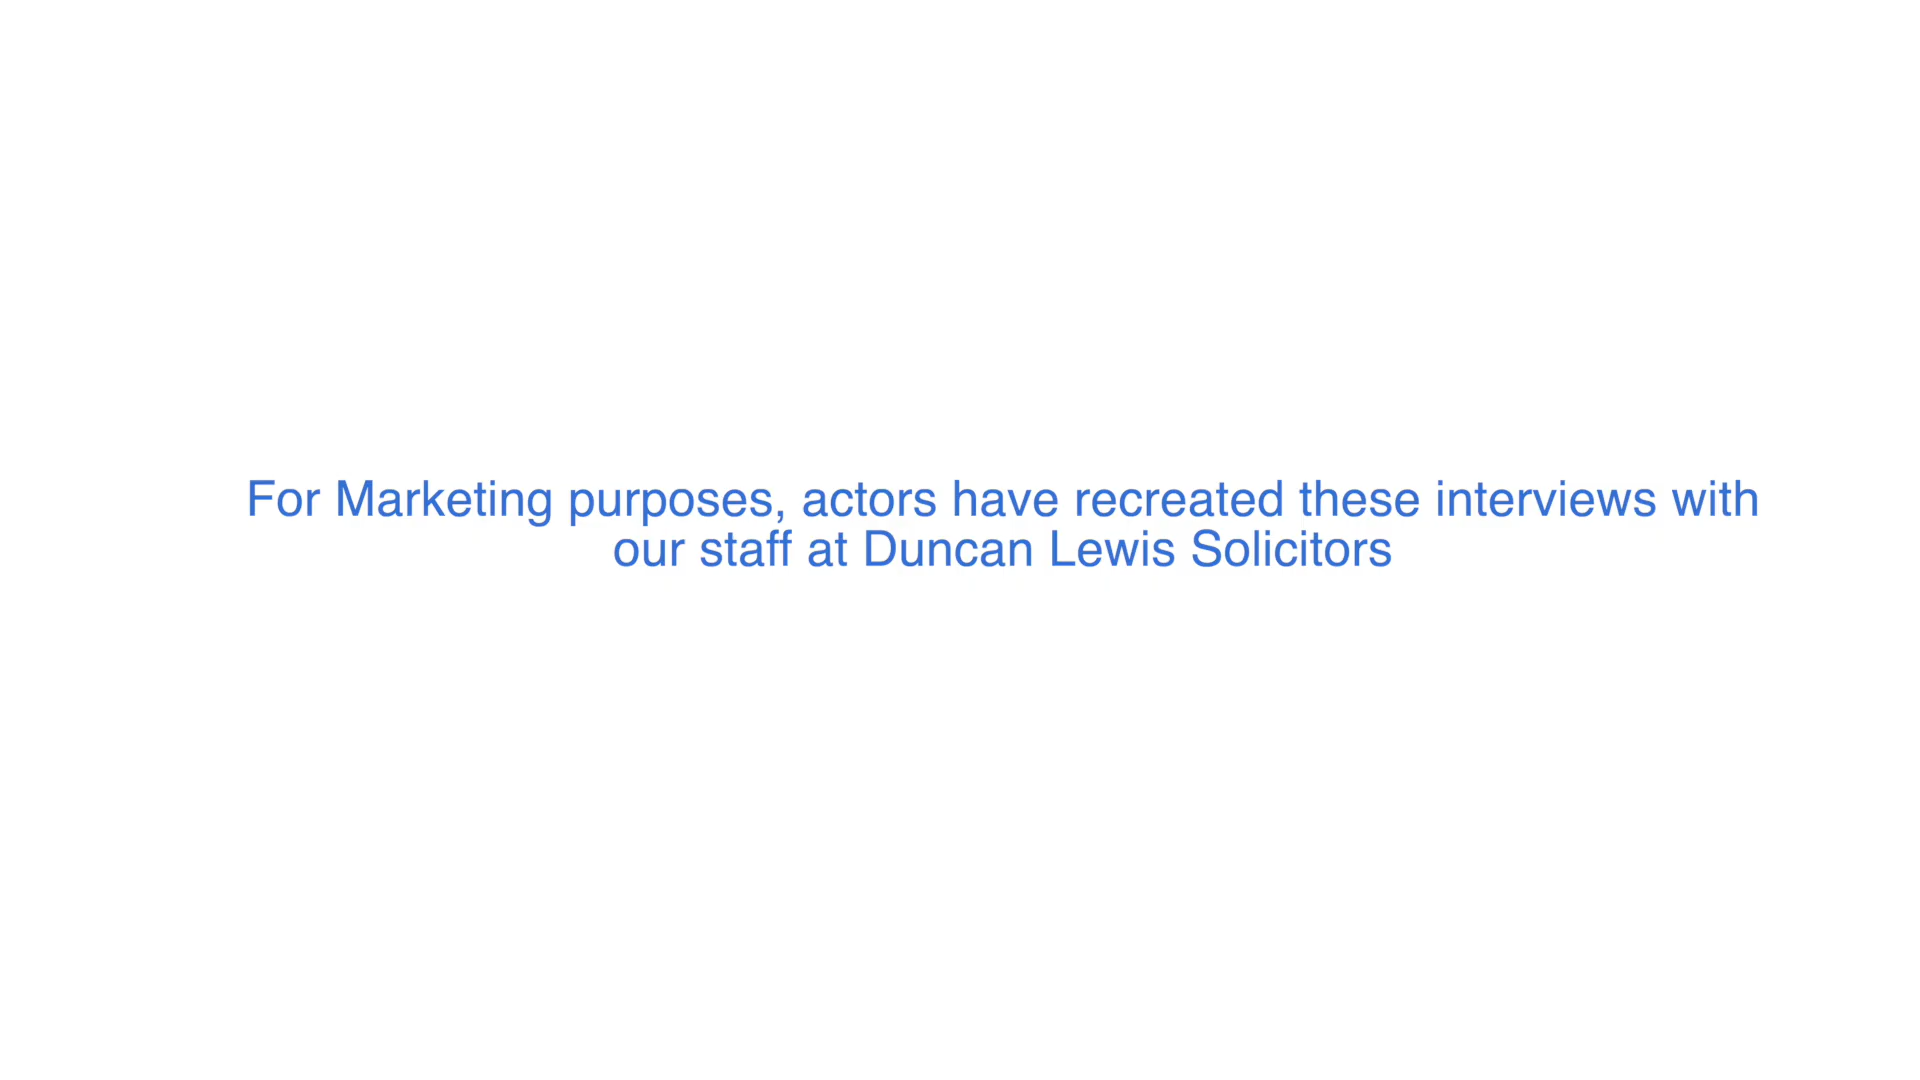 For Marketing purposes, actors have recreated these interviews with
our staff at Duncan Lewis Solicitors